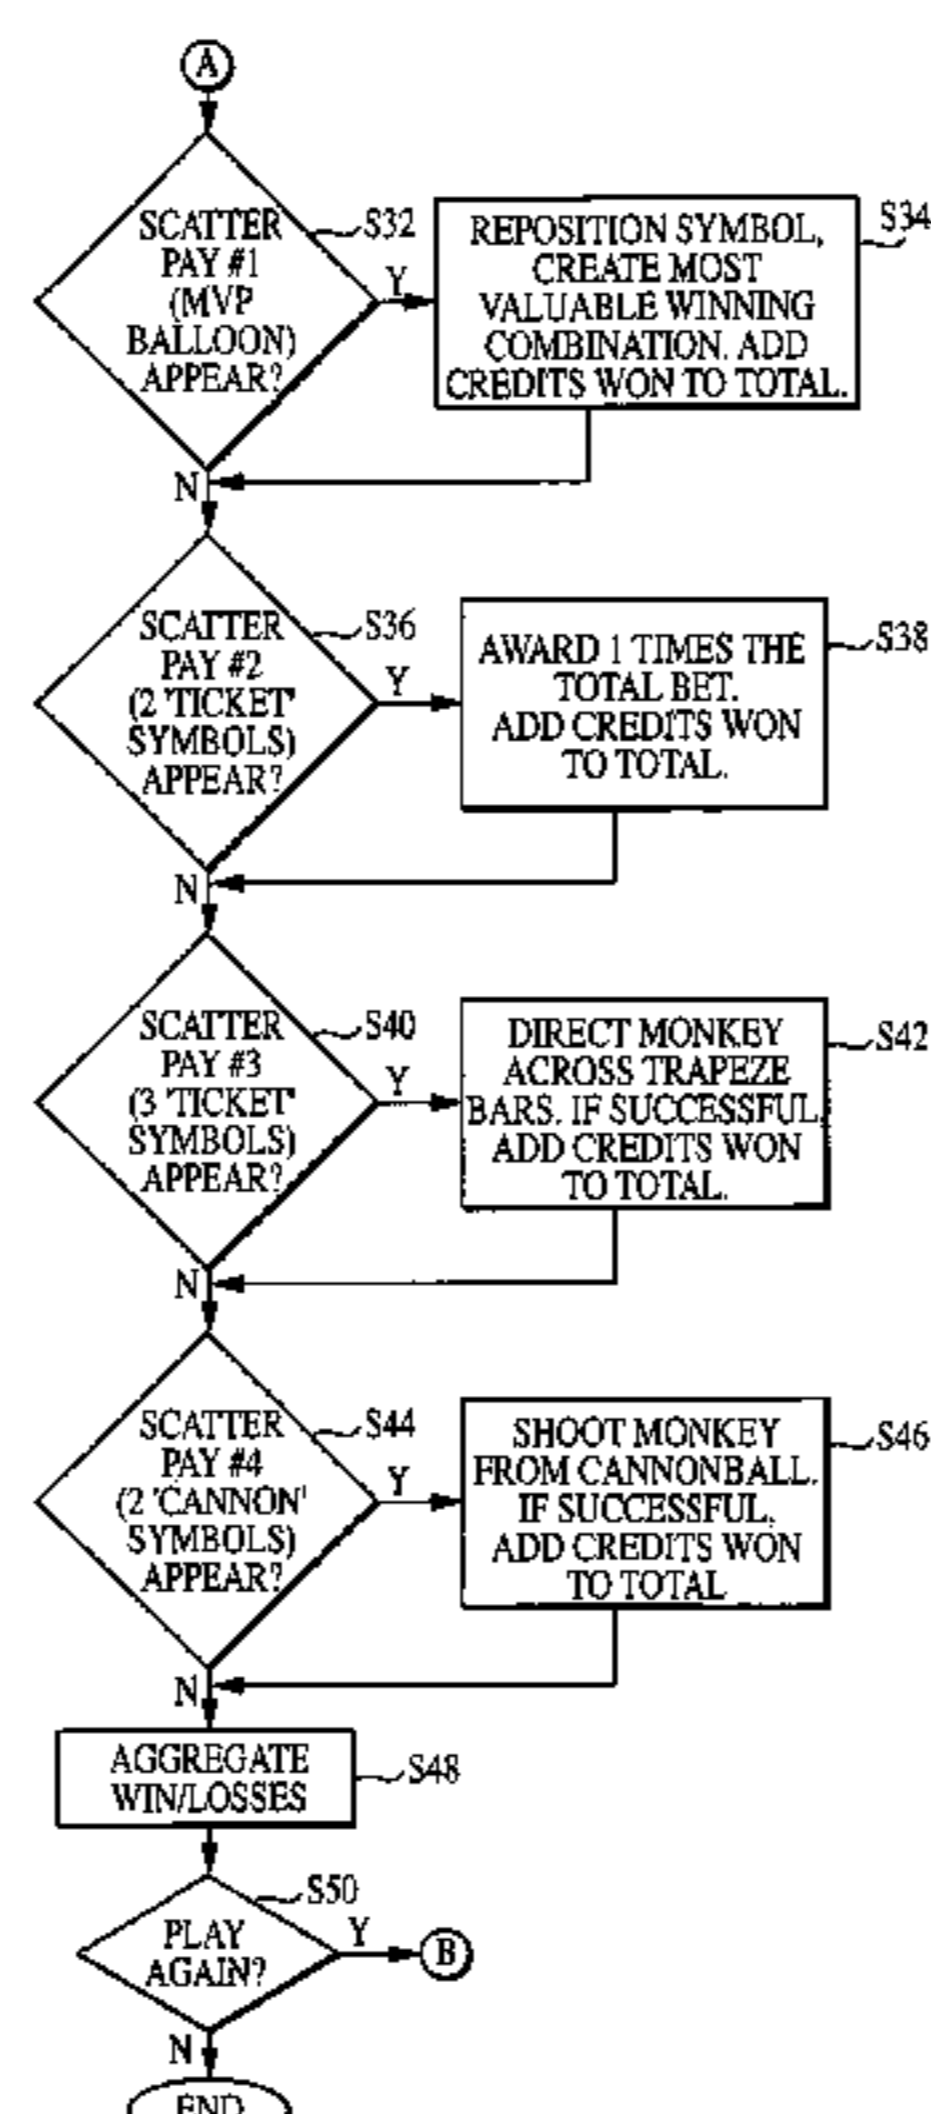 A
SCATTER
PAY #1
(MVP
BALLOON)
APPEAR?
S32
Y
REPOSITION SYMBOL,
CREATE MOST
VALUABLE WINNING
COMBINATION. ADD
CREDITS WON TO TOTAL.
S34
N
SCATTER
PAY #2
(2 'TICKET'
SYMBOLS)
APPEAR?
S36
Y
AWARD 1 TIMES THE
TOTAL BET.
ADD CREDITS WON
TO TOTAL.
S38
N
SCATTER
PAY #3
(3 'TICKET'
SYMBOLS)
APPEAR?
S40
Y
DIRECT MONKEY
ACROSS TRAPEZE
BARS. IF SUCCESSFUL,
ADD CREDITS WON
TO TOTAL.
S42
N
SCATTER
PAY #4
(2 'CANNON'
SYMBOLS)
APPEAR?
S44
Y
SHOOT MONKEY
FROM CANNONBALL.
IF SUCCESSFUL,
ADD CREDITS WON
TO TOTAL
S46
N
AGGREGATE
WIN/LOSSES
S48
PLAY
AGAIN?
S50
Y
B
N
END